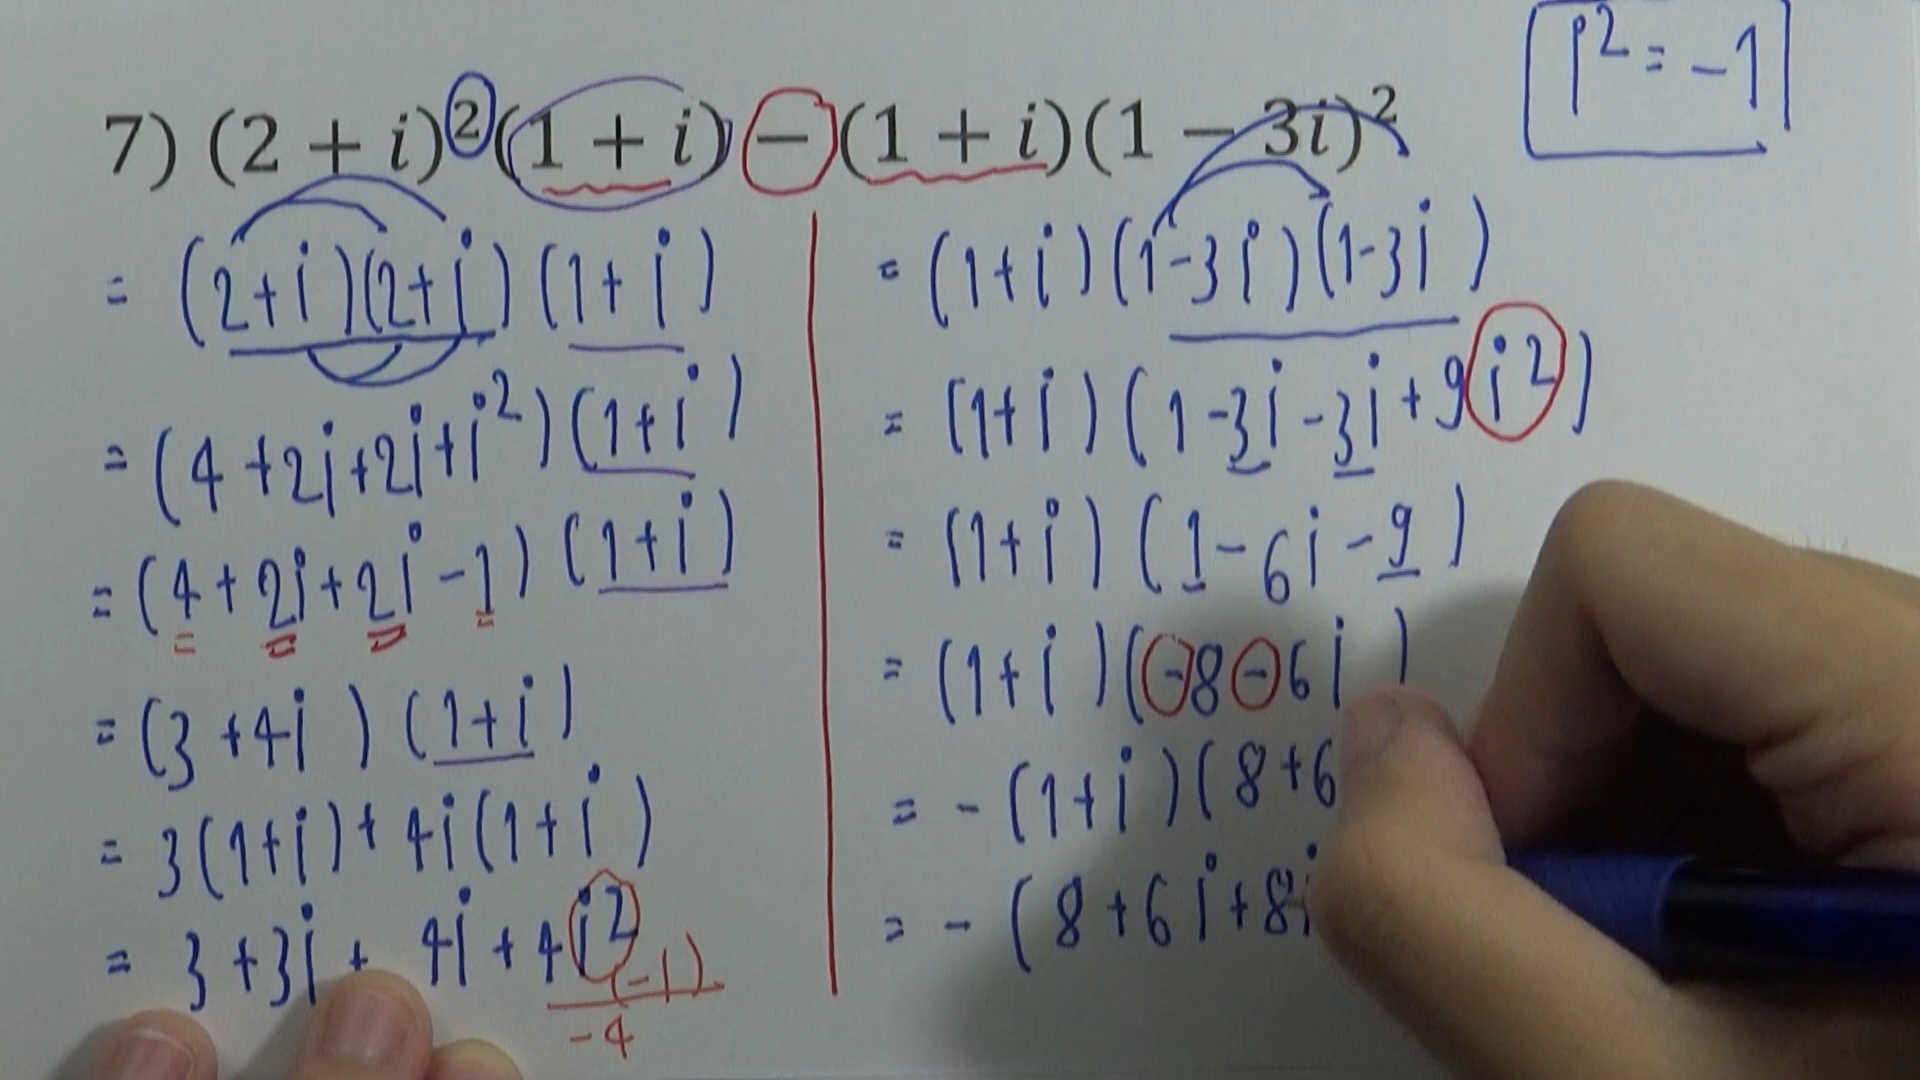 7) (2 + i)²(1 + i) − (1 + i)(1 − 3i)²
i² = -1
= (2+i)(2+i)(1+i)
= (4+2i+2i+i²)(1+i)
= (4+2i+2i-1)(1+i)
= (3+4i)(1+i)
= 3(1+i)+4i(1+i)
= 3+3i+4i+4i²
(-1)
-4
= (1+i)(1-3i)(1-3i)
= (1+i)(1-3i-3i+9i²)
= (1+i)(1-6i-9)
= (1+i)(-8-6i)
= -(1+i)(8+6
= -(8+6i+8i